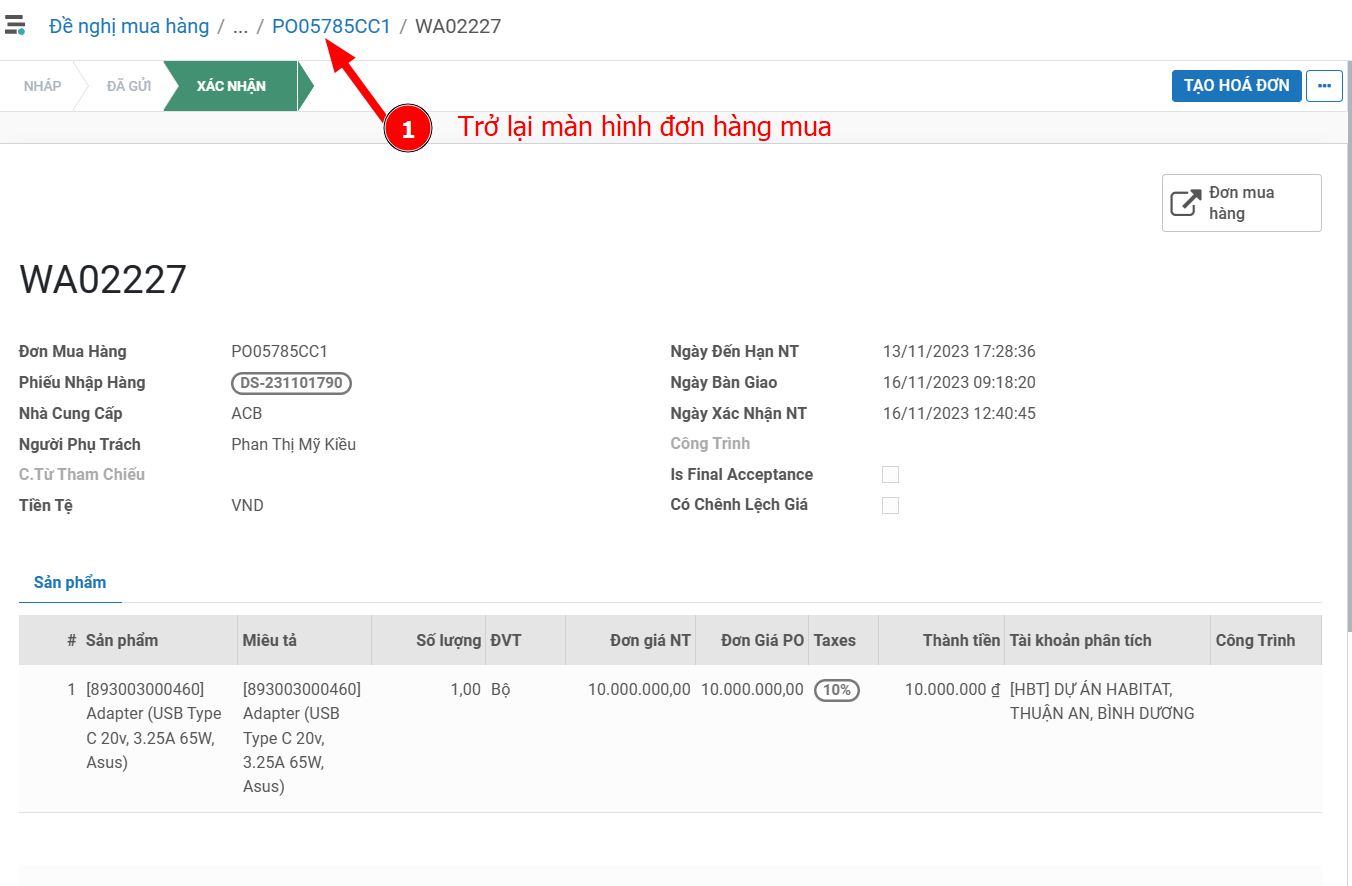 Đề nghị mua hàng / ... / PO05785CC1 / WA02227
NHÁP ĐÃ GỬI XÁC NHẬN TẠO HOÁ ĐƠN ...
1 Trở lại màn hình đơn hàng mua
Đơn mua
hàng
WA02227
Đơn Mua Hàng PO05785CC1 Ngày Đến Hạn NT 13/11/2023 17:28:36
Phiếu Nhập Hàng DS-231101790 Ngày Bàn Giao 16/11/2023 09:18:20
Nhà Cung Cấp ACB Ngày Xác Nhận NT 16/11/2023 12:40:45
Người Phụ Trách Phan Thị Mỹ Kiều Công Trình
C.Từ Tham Chiếu Is Final Acceptance
Tiền Tệ VND Có Chênh Lệch Giá
Sản phẩm
# Sản phẩm Miêu tả Số lượng ĐVT Đơn giá NT Đơn Giá PO Taxes Thành tiền Tài khoản phân tích Công Trình
1 [893003000460] [893003000460] 1,00 Bộ 10.000.000,00 10.000.000,00 10% 10.000.000 ₫ [HBT] DỰ ÁN HABITAT,
Adapter (USB Type Adapter (USB THUẬN AN, BÌNH DƯƠNG
C 20v, 3.25A 65W, Type C 20v,
Asus) 3.25A 65W,
Asus)